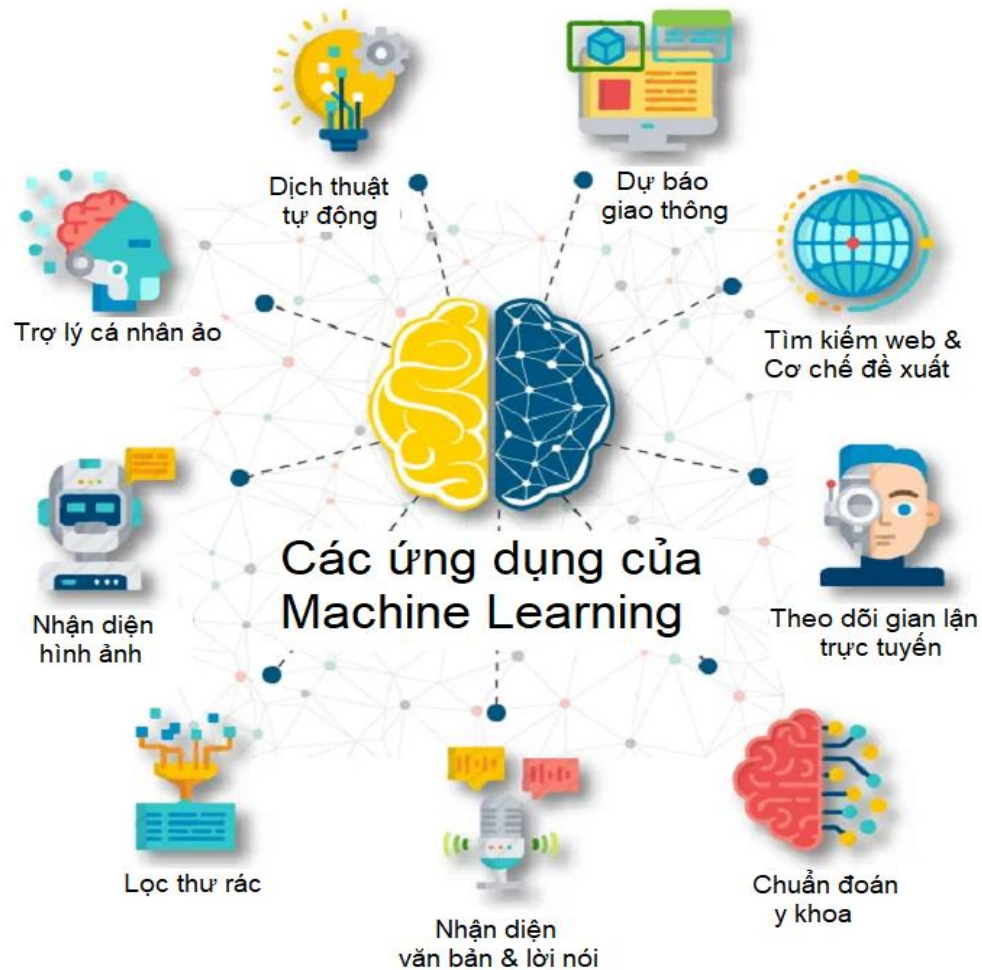 Dịch thuật
tự động
Dự báo
giao thông
Trợ lý cá nhân ảo
Tìm kiếm web &
Cơ chế đề xuất
Các ứng dụng của
Machine Learning
Nhận diện
hình ảnh
Theo dõi gian lận
trực tuyến
Lọc thư rác
Nhận diện
văn bản & lời nói
Chuẩn đoán
y khoa